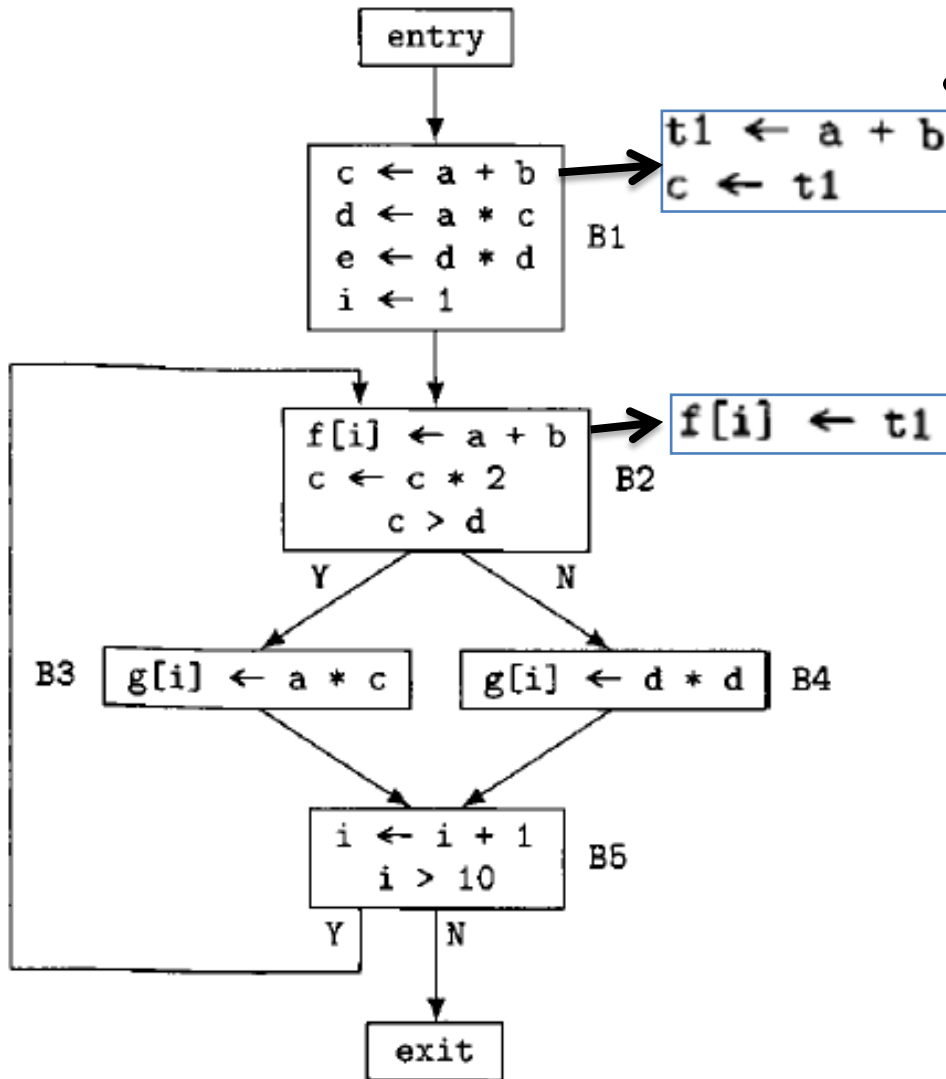 entry
c ← a + b
d ← a * c
e ← d * d
i ← 1
B1
t1 ← a + b
c ← t1
f[i] ← a + b
c ← c * 2
c > d
B2
f[i] ← t1
Y
N
B3
g[i] ← a * c
g[i] ← d * d
B4
i ← i + 1
i > 10
B5
Y
N
exit